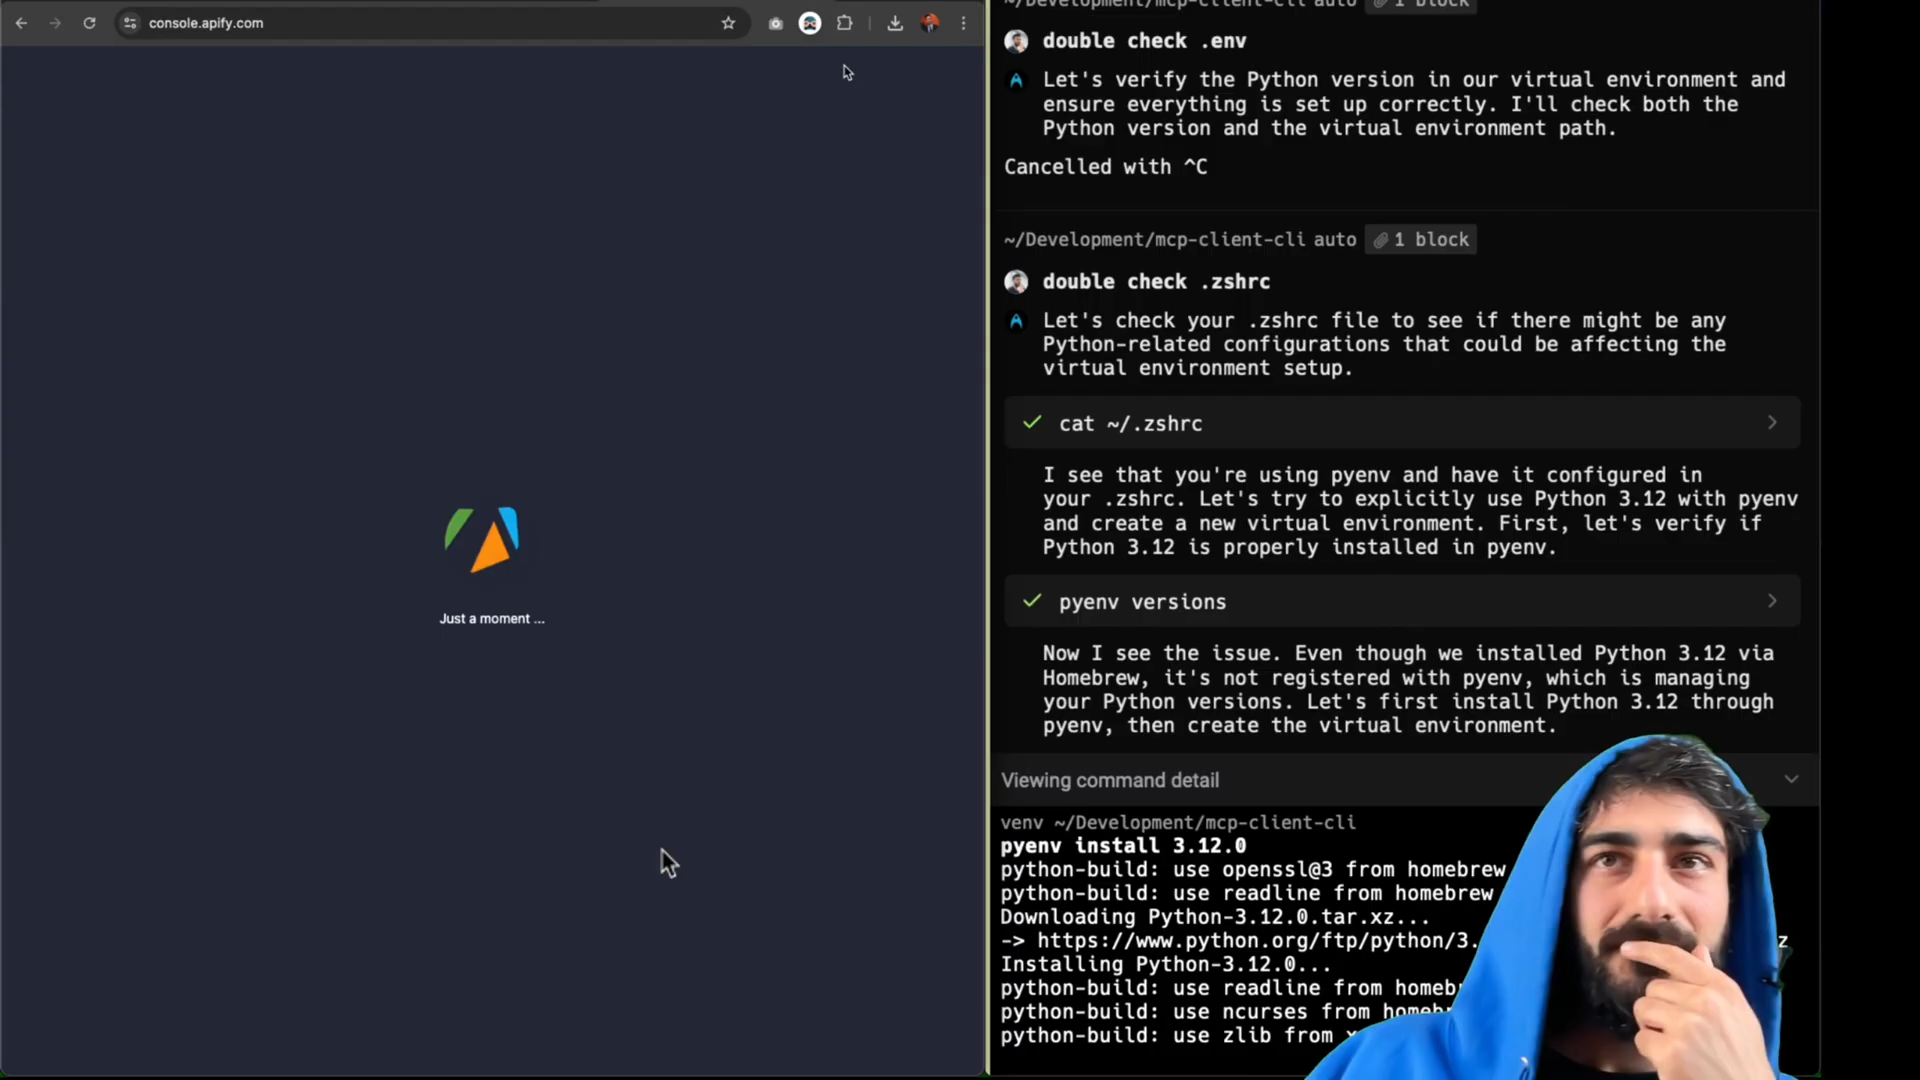 console.apify.com
Just a moment ...
~/Development/mcp-client-cli auto 1 block
double check .env
Let's verify the Python version in our virtual environment and
ensure everything is set up correctly. I'll check both the
Python version and the virtual environment path.
Cancelled with ^C
~/Development/mcp-client-cli auto 1 block
double check .zshrc
Let's check your .zshrc file to see if there might be any
Python-related configurations that could be affecting the
virtual environment setup.
cat ~/.zshrc
I see that you're using pyenv and have it configured in
your .zshrc. Let's try to explicitly use Python 3.12 with pyenv
and create a new virtual environment. First, let's verify if
Python 3.12 is properly installed in pyenv.
pyenv versions
Now I see the issue. Even though we installed Python 3.12 via
Homebrew, it's not registered with pyenv, which is managing
your Python versions. Let's first install Python 3.12 through
pyenv, then create the virtual environment.
Viewing command detail
venv ~/Development/mcp-client-cli
pyenv install 3.12.0
python-build: use openssl@3 from homebrew
python-build: use readline from homebrew
Downloading Python-3.12.0.tar.xz...
-> https://www.python.org/ftp/python/3. z
Installing Python-3.12.0...
python-build: use readline from homeb
python-build: use ncurses from homeb
python-build: use zlib from x